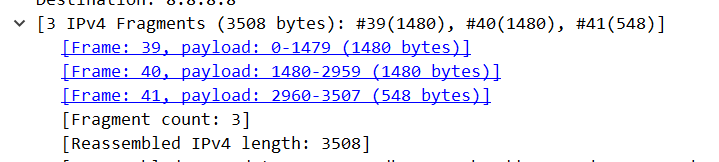 Destination: 8.8.8.8
[3 IPv4 Fragments (3508 bytes): #39(1480), #40(1480), #41(548)]
[Frame: 39, payload: 0-1479 (1480 bytes)]
[Frame: 40, payload: 1480-2959 (1480 bytes)]
[Frame: 41, payload: 2960-3507 (548 bytes)]
[Fragment count: 3]
[Reassembled IPv4 length: 3508]